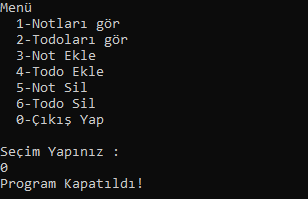 Menü
1-Notları gör
2-Todoları gör
3-Not Ekle
4-Todo Ekle
5-Not Sil
6-Todo Sil
0-Çıkış Yap
Seçim Yapınız :
0
Program Kapatıldı!